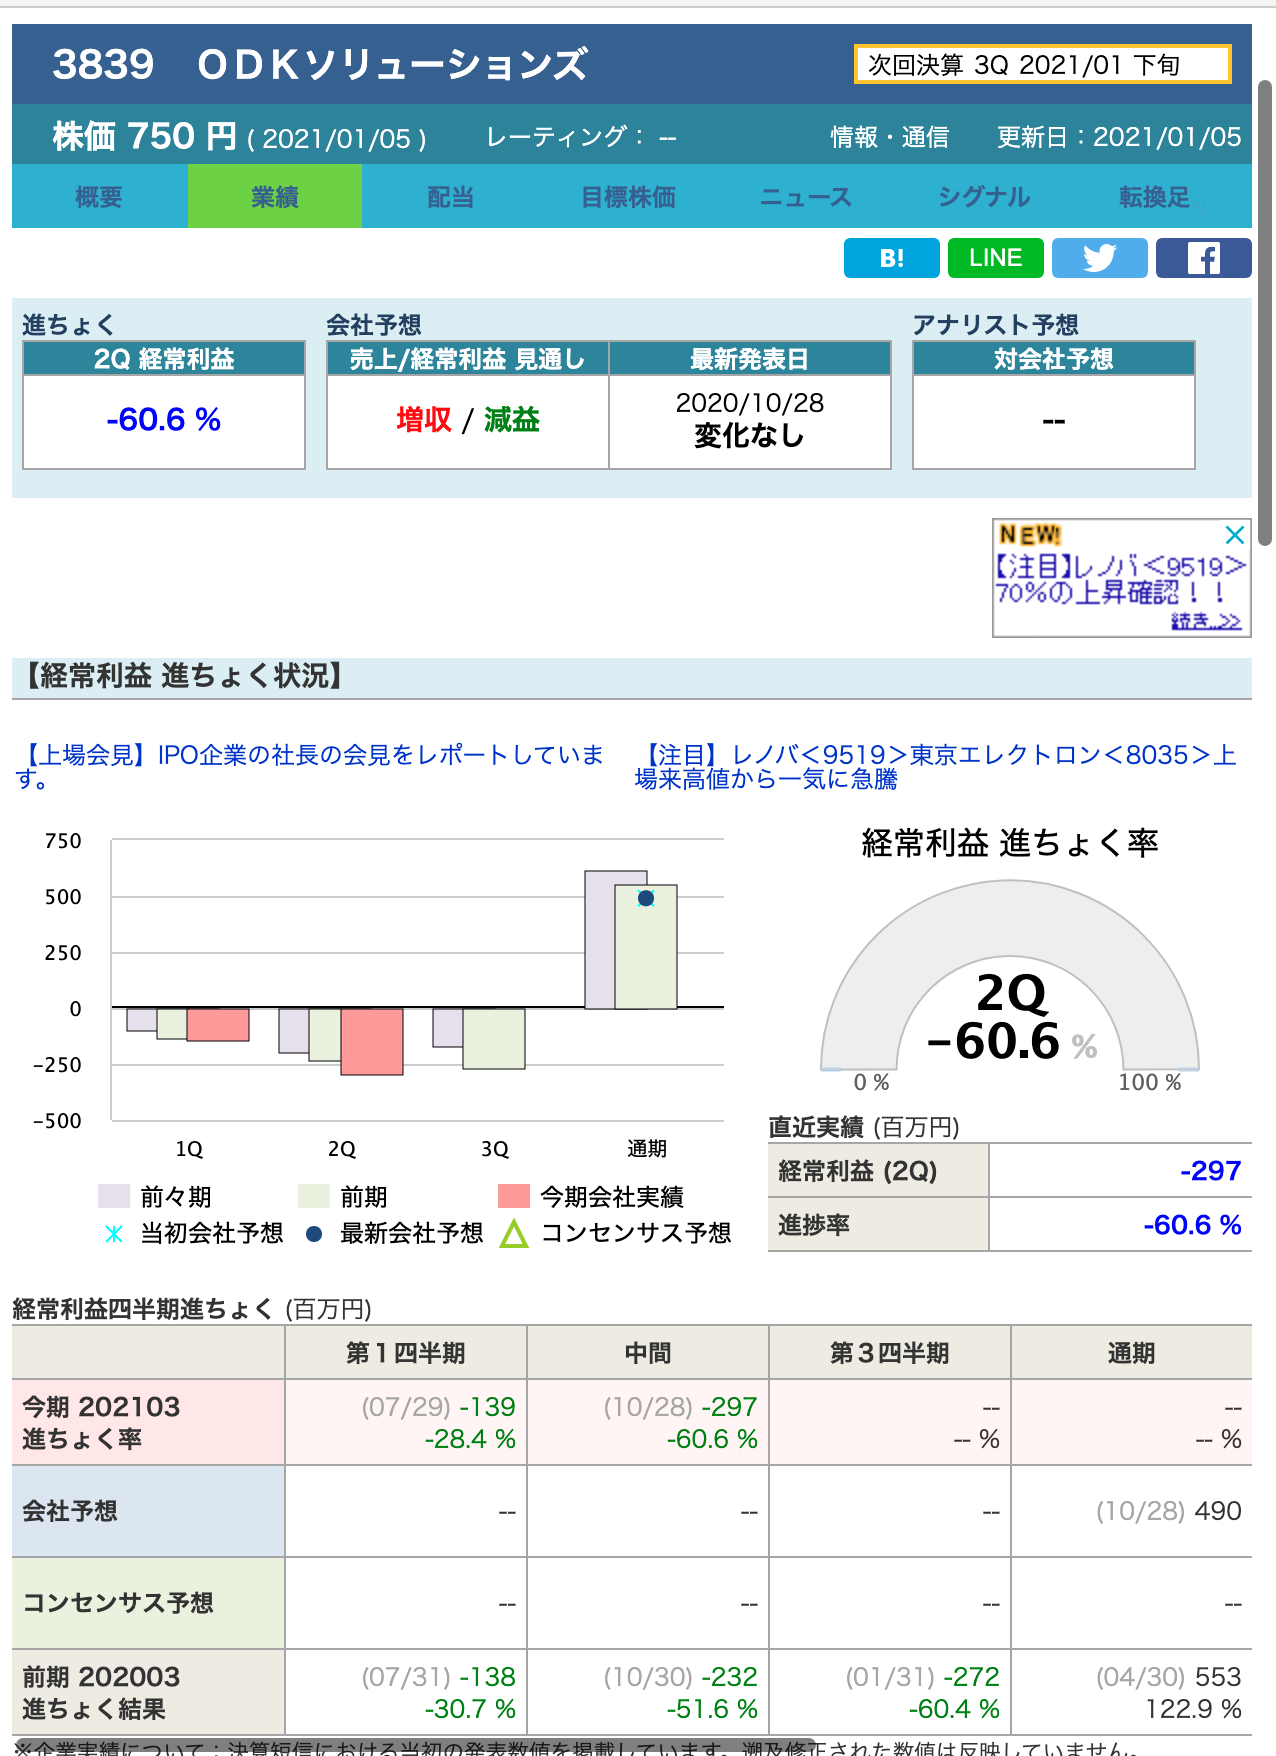 3839 ODKソリューションズ
次回決算 3Q 2021/01 下旬
株価 750 円 ( 2021/01/05 ) レーティング： -- 情報・通信 更新日：2021/01/05
概要 業績 配当 目標株価 ニュース シグナル 転換足
B! LINE
進ちょく 会社予想 アナリスト予想
2Q 経常利益 売上/経常利益 見通し 最新発表日 対会社予想
-60.6 % 増収 / 減益 2020/10/28 --
変化なし
NEW!
【注目】レノバ<9519>
70%の上昇確認！！
続き..>>
【経常利益 進ちょく状況】
【上場会見】IPO企業の社長の会見をレポートしていま
す。
【注目】レノバ＜9519＞東京エレクトロン＜8035＞上
場来高値から一気に急騰
750
500
250
0
−250
−500
1Q 2Q 3Q 通期
前々期 前期 今期会社実績
当初会社予想 最新会社予想 コンセンサス予想
経常利益 進ちょく率
2Q
−60.6 %
0 % 100 %
直近実績 (百万円)
経常利益 (2Q) -297
進捗率 -60.6 %
経常利益四半期進ちょく (百万円)
第１四半期 中間 第３四半期 通期
今期 202103 (07/29) -139 (10/28) -297 -- --
進ちょく率 -28.4 % -60.6 % -- % -- %
会社予想 -- -- -- (10/28) 490
コンセンサス予想 -- -- -- --
前期 202003 (07/31) -138 (10/30) -232 (01/31) -272 (04/30) 553
進ちょく結果 -30.7 % -51.6 % -60.4 % 122.9 %
※企業実績について：決算短信における当初の発表数値を掲載しています。遡及修正された数値は反映していません。